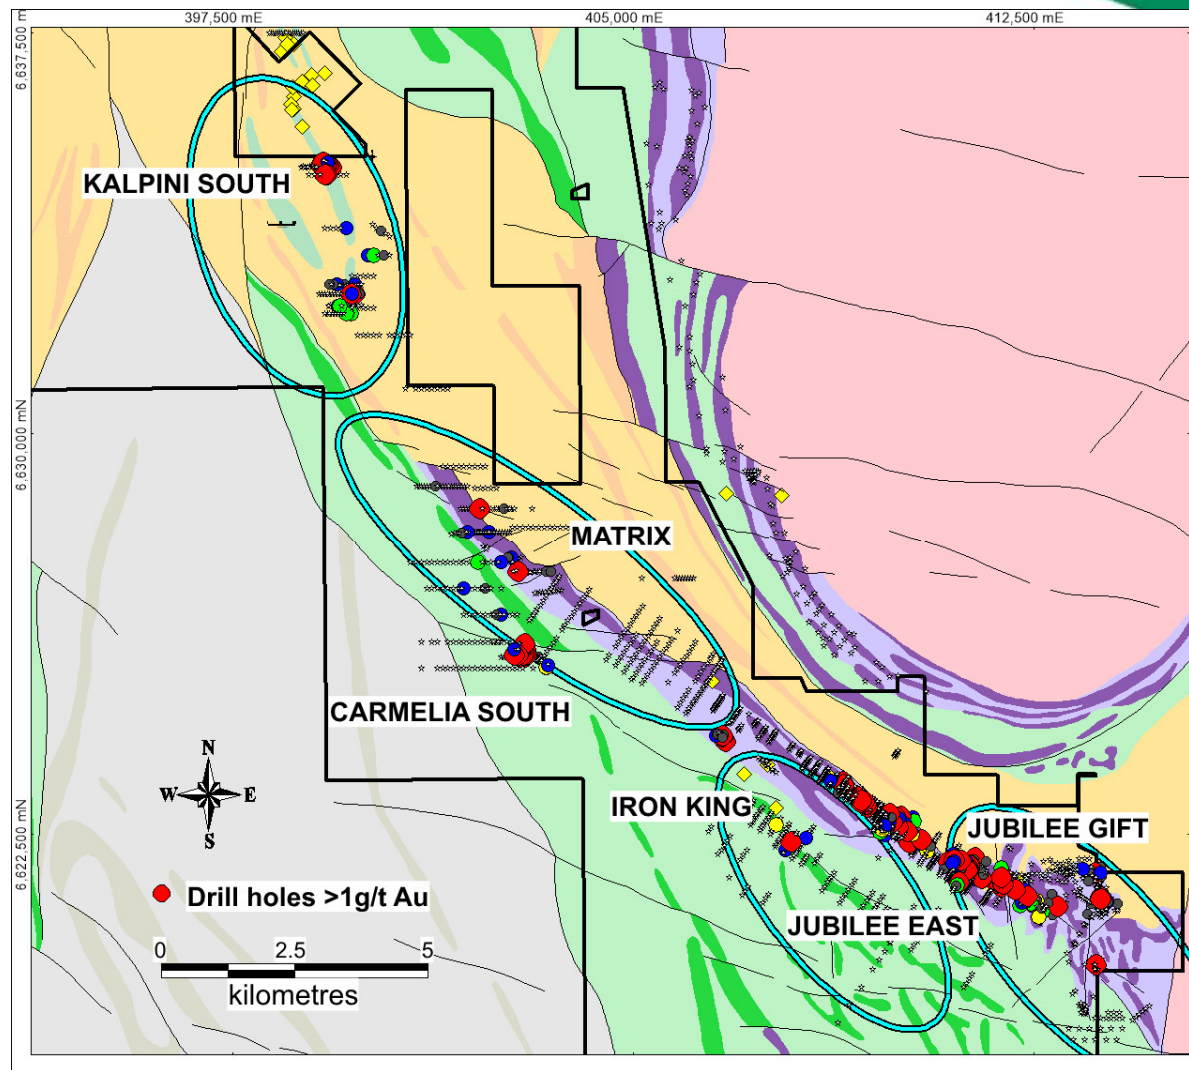 397,500 mE
405,000 mE
412,500 mE
6,637,500 m
KALPINI SOUTH
6,630,000 mN
MATRIX
CARMELIA SOUTH
N
W
E
S
IRON KING
JUBILEE GIFT
6,622,500 mN
Drill holes >1g/t Au
JUBILEE EAST
0
2.5
5
kilometres